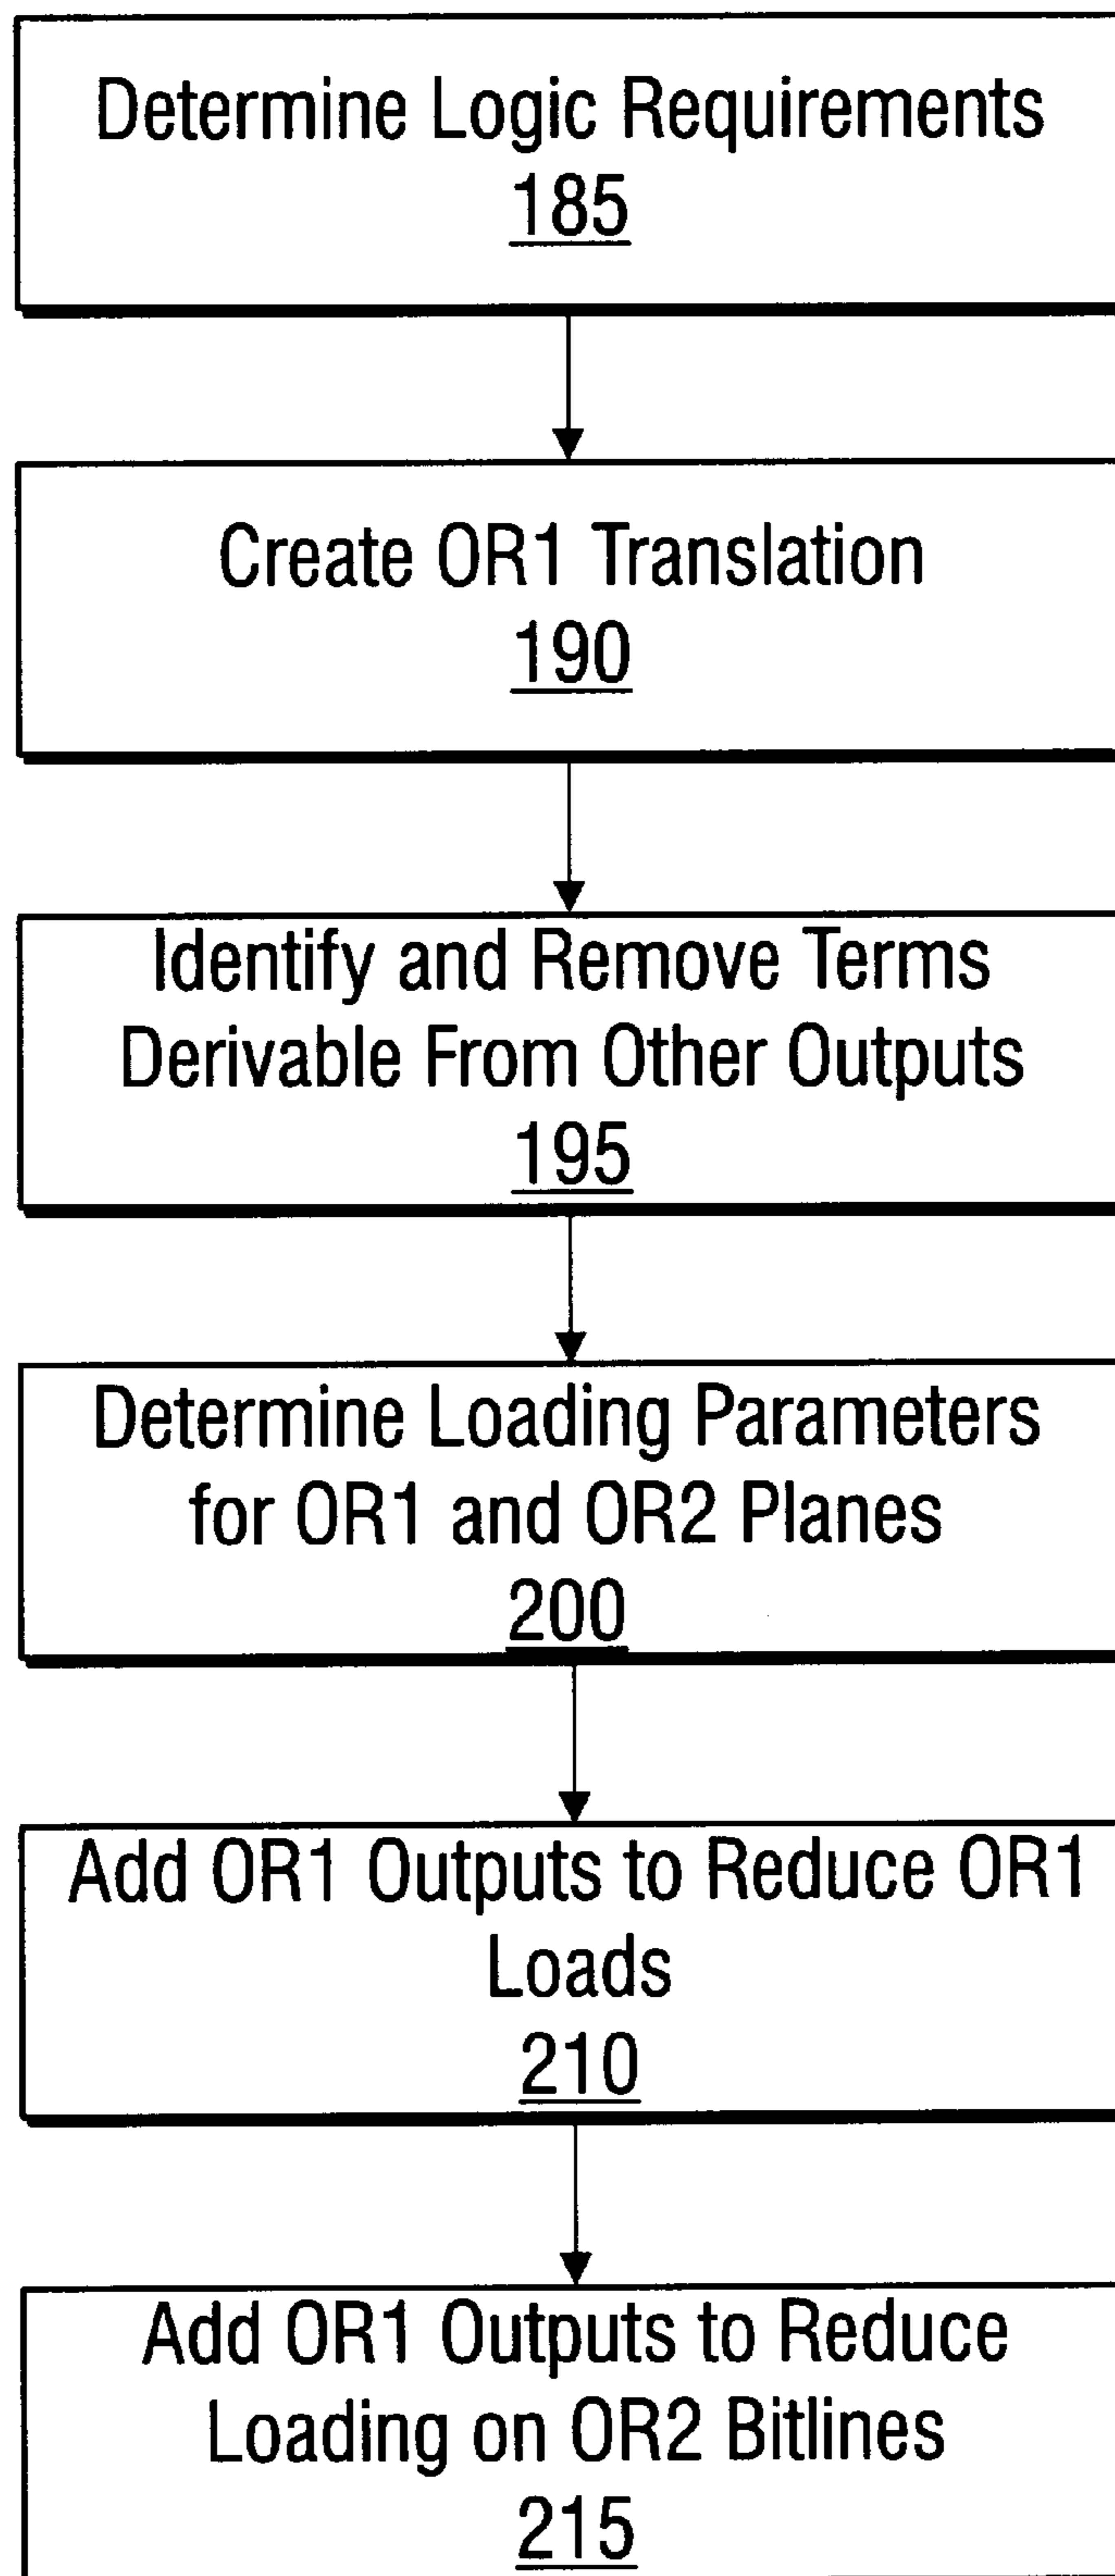 Determine Logic Requirements
185
Create OR1 Translation
190
Identify and Remove Terms
Derivable From Other Outputs
195
Determine Loading Parameters
for OR1 and OR2 Planes
200
Add OR1 Outputs to Reduce OR1
Loads
210
Add OR1 Outputs to Reduce
Loading on OR2 Bitlines
215